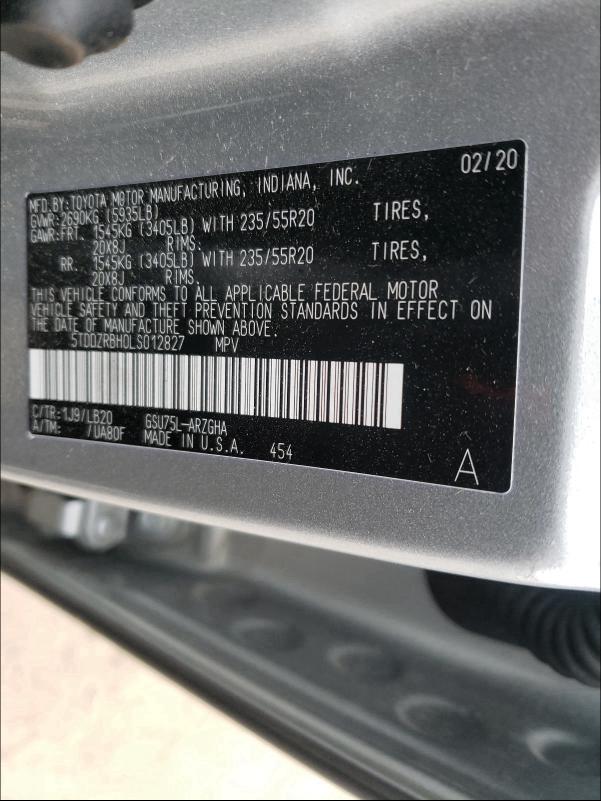 02/20
MFD.BY:TOYOTA MOTOR MANUFACTURING, INDIANA, INC.
GVWR:2690KG (5935LB)
GAWR:FRT. 1545KG (3405LB) WITH 235/55R20 TIRES,
20X8J RIMS.
RR. 1545KG (3405LB) WITH 235/55R20 TIRES,
20X8J RIMS.
THIS VEHICLE CONFORMS TO ALL APPLICABLE FEDERAL MOTOR
VEHICLE SAFETY AND THEFT PREVENTION STANDARDS IN EFFECT ON
THE DATE OF MANUFACTURE SHOWN ABOVE.
5TDDZRBH0LS012827 MPV
C/TR:1J9/LB20 GSU75L-ARZGHA
A/TM: /UA80F MADE IN U.S.A. 454
A